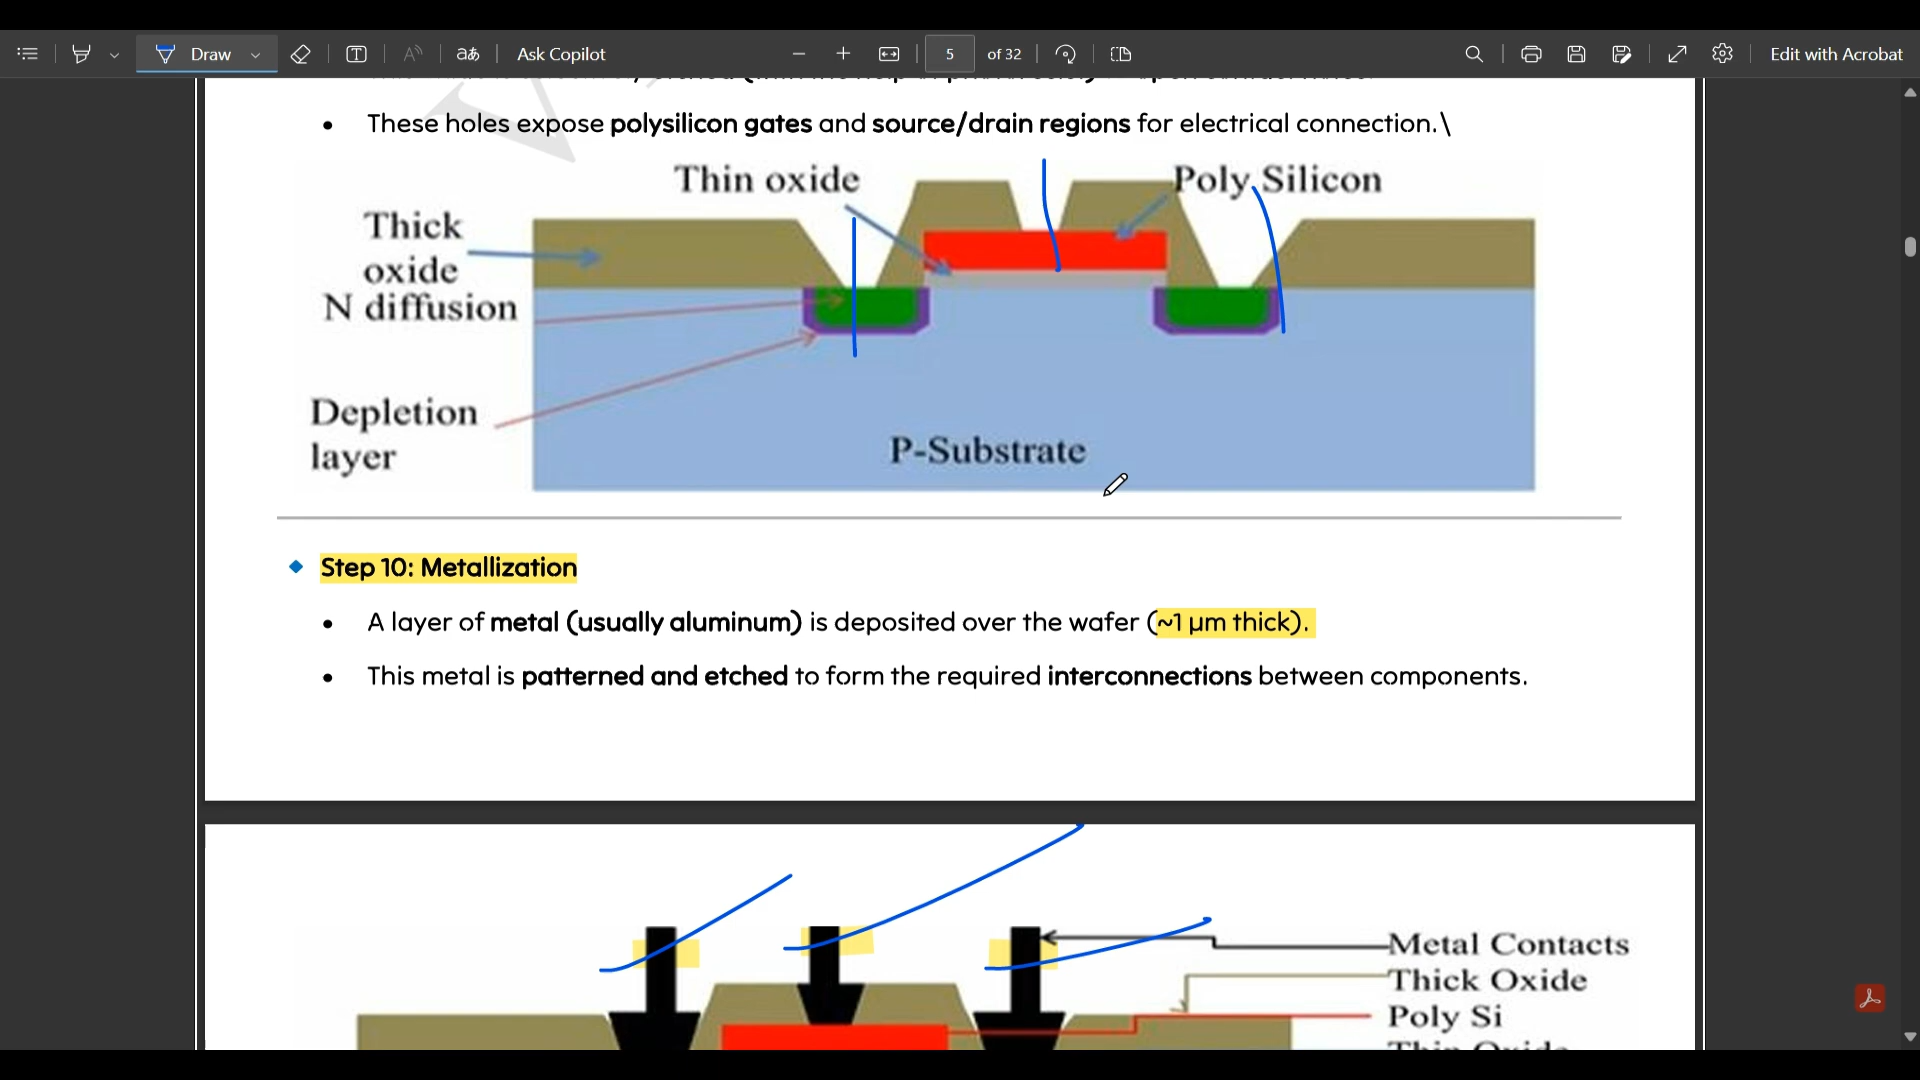 Draw
Ask Copilot
5 of 32
Edit with Acrobat
• These holes expose polysilicon gates and source/drain regions for electrical connection.\
Thin oxide
Poly Silicon
Thick
oxide
N diffusion
Depletion
layer
P-Substrate
Step 10: Metallization
• A layer of metal (usually aluminum) is deposited over the wafer (~1 µm thick).
• This metal is patterned and etched to form the required interconnections between components.
Metal Contacts
Thick Oxide
Poly Si
Thin Oxide